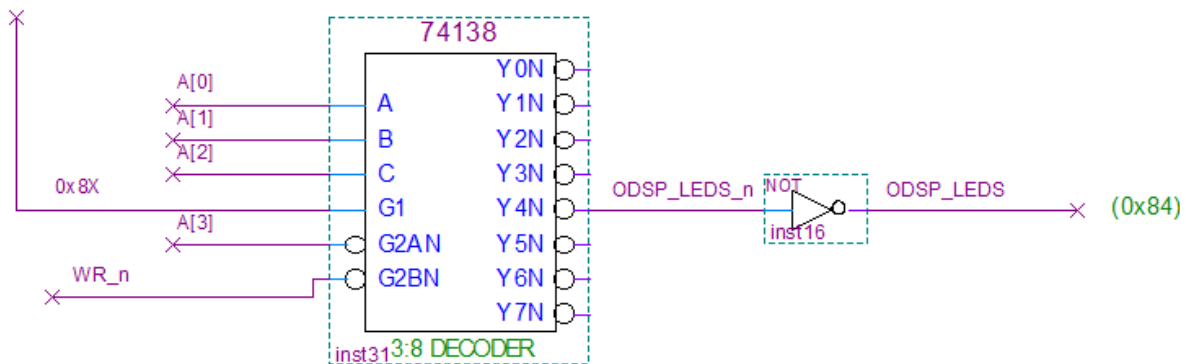 74138
A[0]
A[1]
A[2]
0x8X
A[3]
WR_n
A
B
C
G1
G2AN
G2BN
Y0N
Y1N
Y2N
Y3N
Y4N
Y5N
Y6N
Y7N
inst31
3:8 DECODER
ODSP_LEDS_n
NOT
inst16
ODSP_LEDS
(0x84)